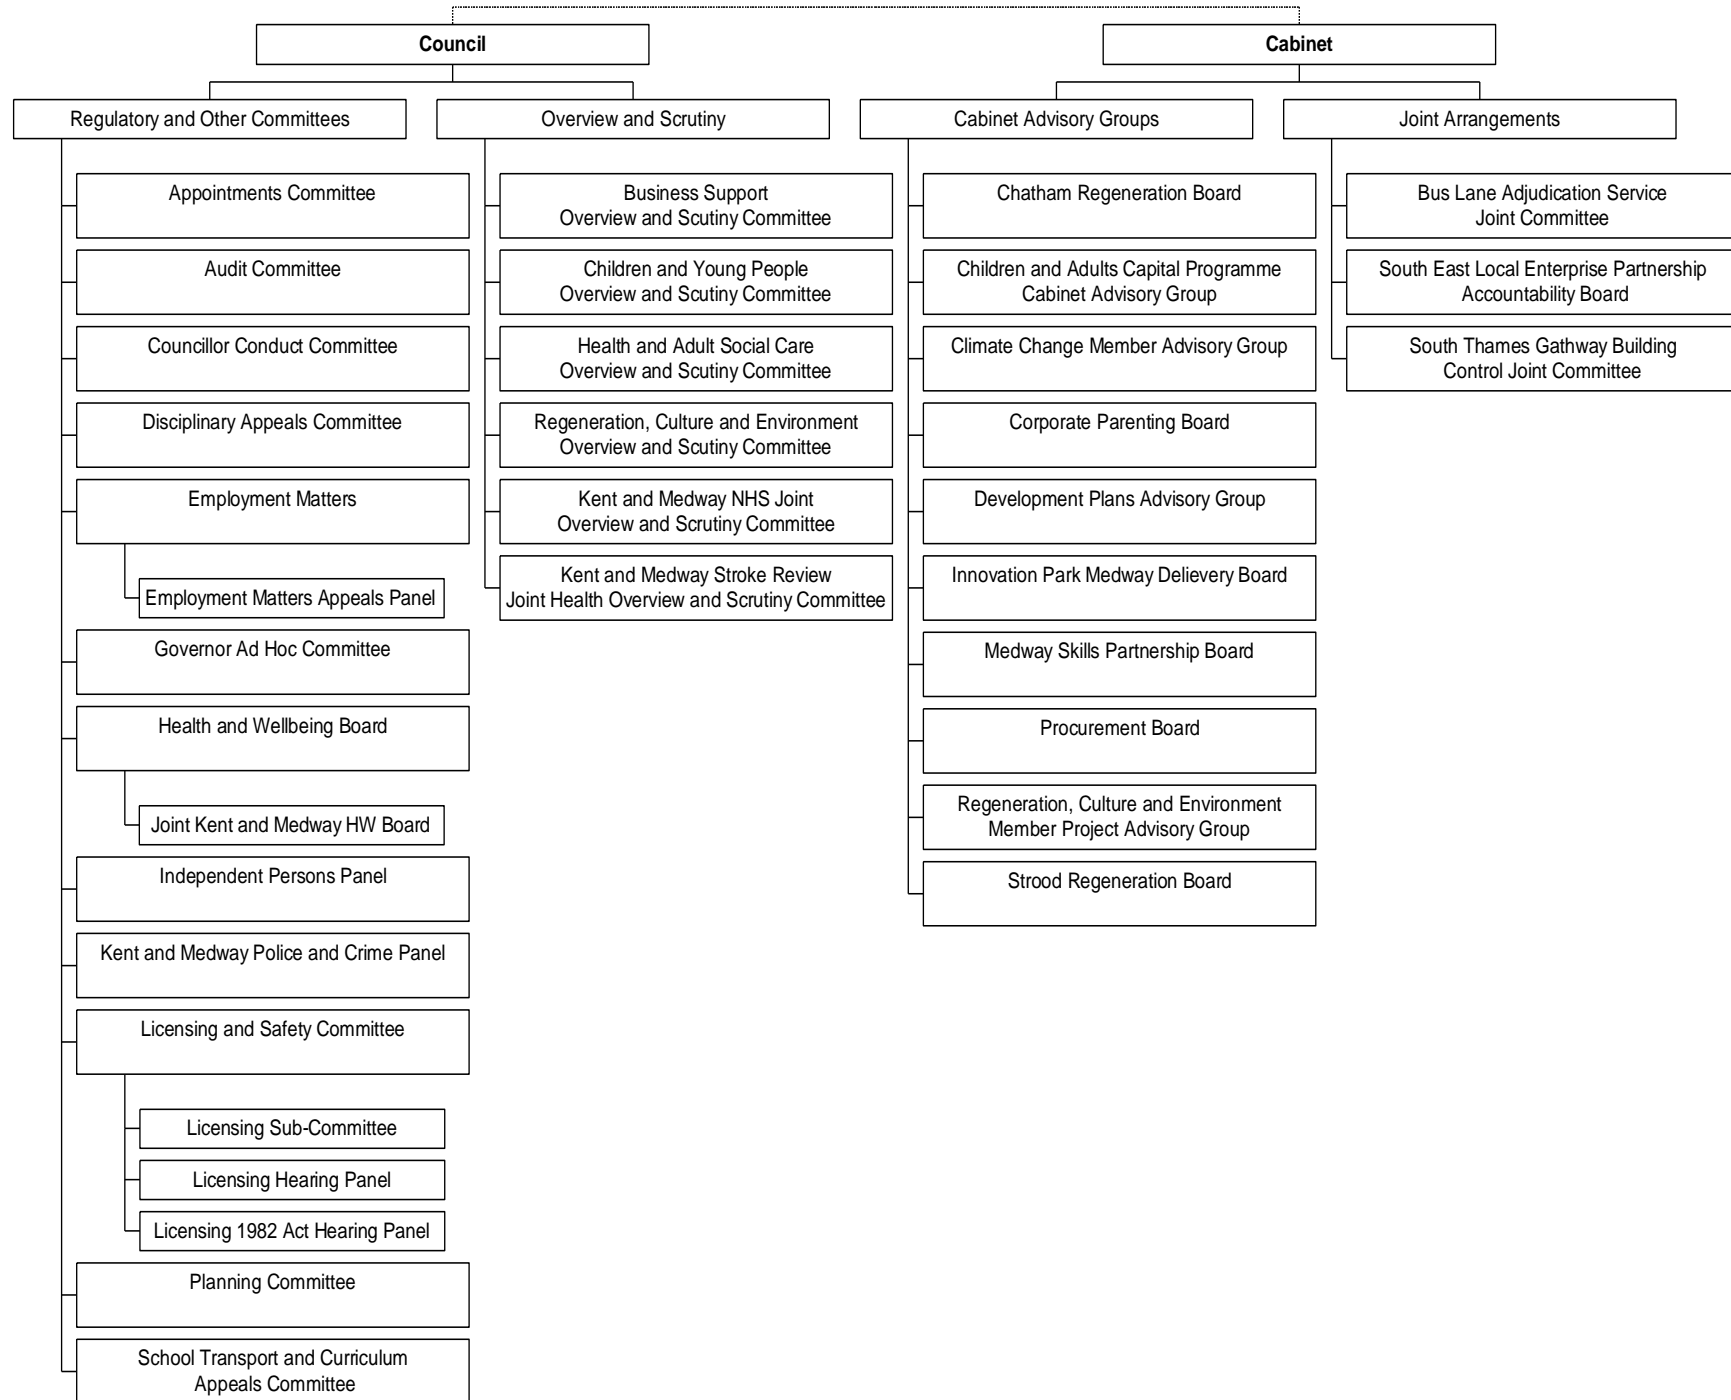 Council
Cabinet
Regulatory and Other Committees
Overview and Scrutiny
Cabinet Advisory Groups
Joint Arrangements
Appointments Committee
Audit Committee
Councillor Conduct Committee
Disciplinary Appeals Committee
Employment Matters
Employment Matters Appeals Panel
Governor Ad Hoc Committee
Health and Wellbeing Board
Joint Kent and Medway HW Board
Independent Persons Panel
Kent and Medway Police and Crime Panel
Licensing and Safety Committee
Licensing Sub-Committee
Licensing Hearing Panel
Licensing 1982 Act Hearing Panel
Planning Committee
School Transport and Curriculum
Appeals Committee
Business Support
Overview and Scutiny Committee
Children and Young People
Overview and Scutiny Committee
Health and Adult Social Care
Overview and Scutiny Committee
Regeneration, Culture and Environment
Overview and Scutiny Committee
Kent and Medway NHS Joint
Overview and Scrutiny Committee
Kent and Medway Stroke Review
Joint Health Overview and Scrutiny Committee
Chatham Regeneration Board
Children and Adults Capital Programme
Cabinet Advisory Group
Climate Change Member Advisory Group
Corporate Parenting Board
Development Plans Advisory Group
Innovation Park Medway Delievery Board
Medway Skills Partnership Board
Procurement Board
Regeneration, Culture and Environment
Member Project Advisory Group
Strood Regeneration Board
Bus Lane Adjudication Service
Joint Committee
South East Local Enterprise Partnership
Accountability Board
South Thames Gathway Building
Control Joint Committee